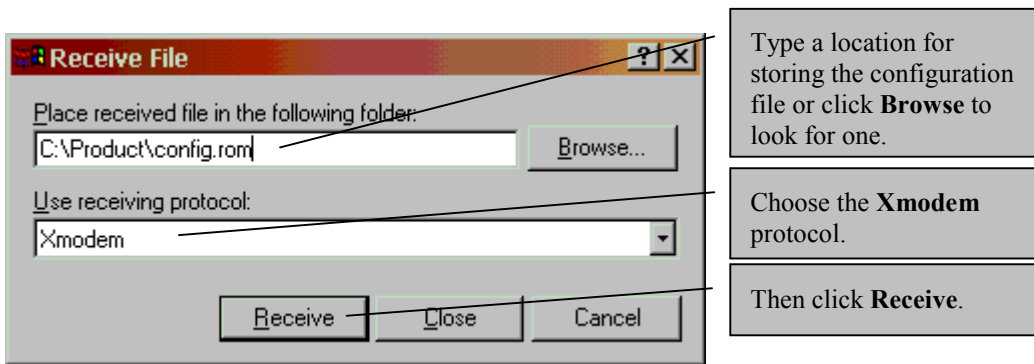 Receive File
Place received file in the following folder:
C:\Product\config.rom
Browse...
Use receiving protocol:
Xmodem
Receive
Close
Cancel
Type a location for
storing the configuration
file or click Browse to
look for one.
Choose the Xmodem
protocol.
Then click Receive.